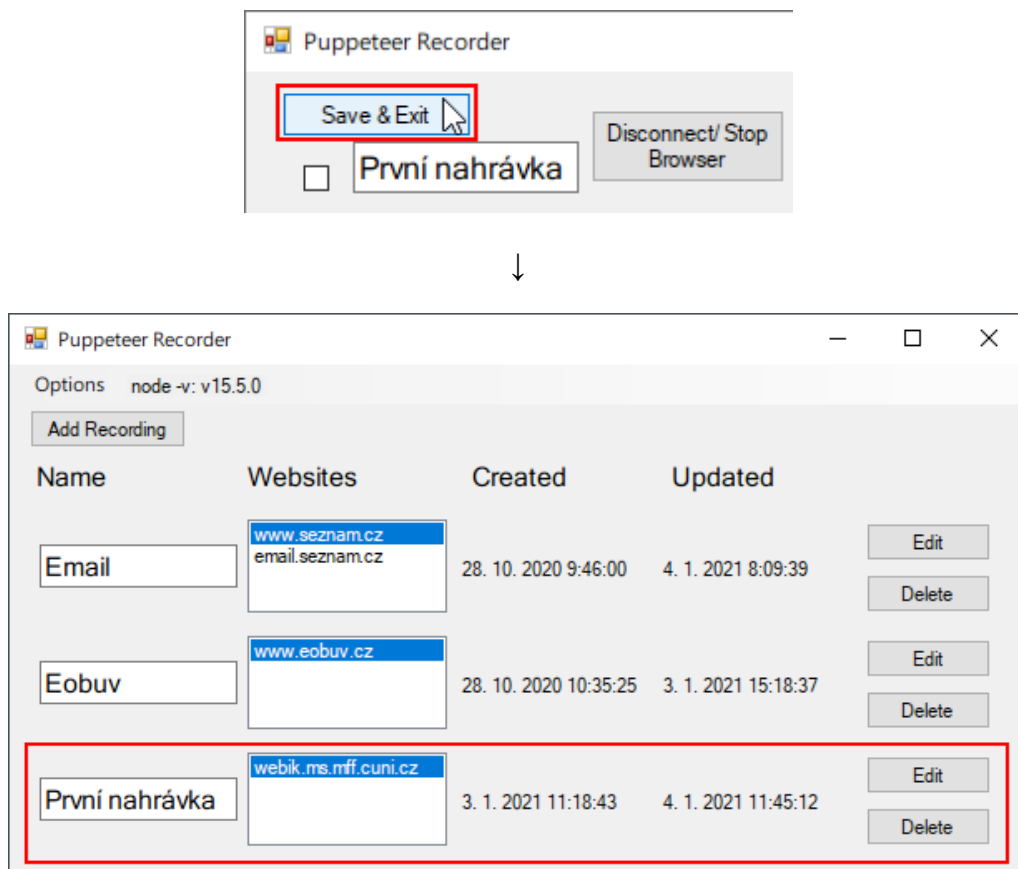 Puppeteer Recorder
Save & Exit
Disconnect/ Stop
Browser
První nahrávka
↓
Puppeteer Recorder
Options node -v: v15.5.0
Add Recording
Name Websites Created Updated
www.seznam.cz
email.seznam.cz
Email 28. 10. 2020 9:46:00 4. 1. 2021 8:09:39
Edit
Delete
www.eobuv.cz
Eobuv 28. 10. 2020 10:35:25 3. 1. 2021 15:18:37
Edit
Delete
webik.ms.mff.cuni.cz
První nahrávka 3. 1. 2021 11:18:43 4. 1. 2021 11:45:12
Edit
Delete